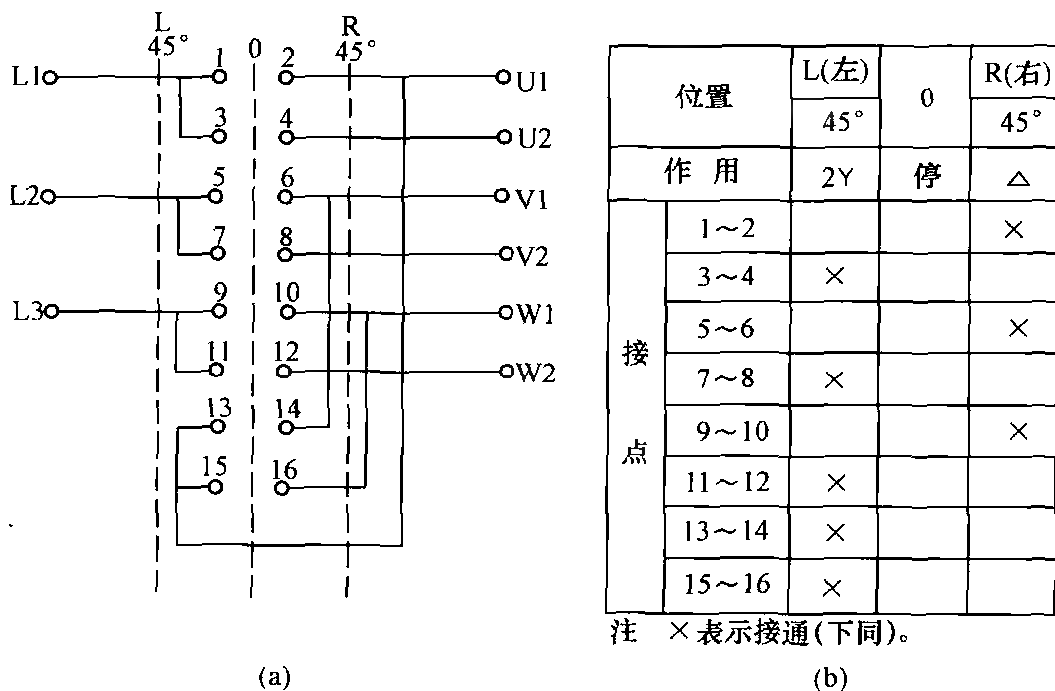 L
R
45°
0
45°
1
2
L1
U1
3
4
U2
5
6
L2
V1
7
8
V2
9
10
L3
W1
11
12
W2
13
14
15
16
(a)
位置
L(左)
0
R(右)
45°
45°
作 用
2Y
停
△
接点
1～2
×
3～4
×
5～6
×
7～8
×
9～10
×
11～12
×
13～14
×
15～16
×
注 ×表示接通(下同)。
(b)